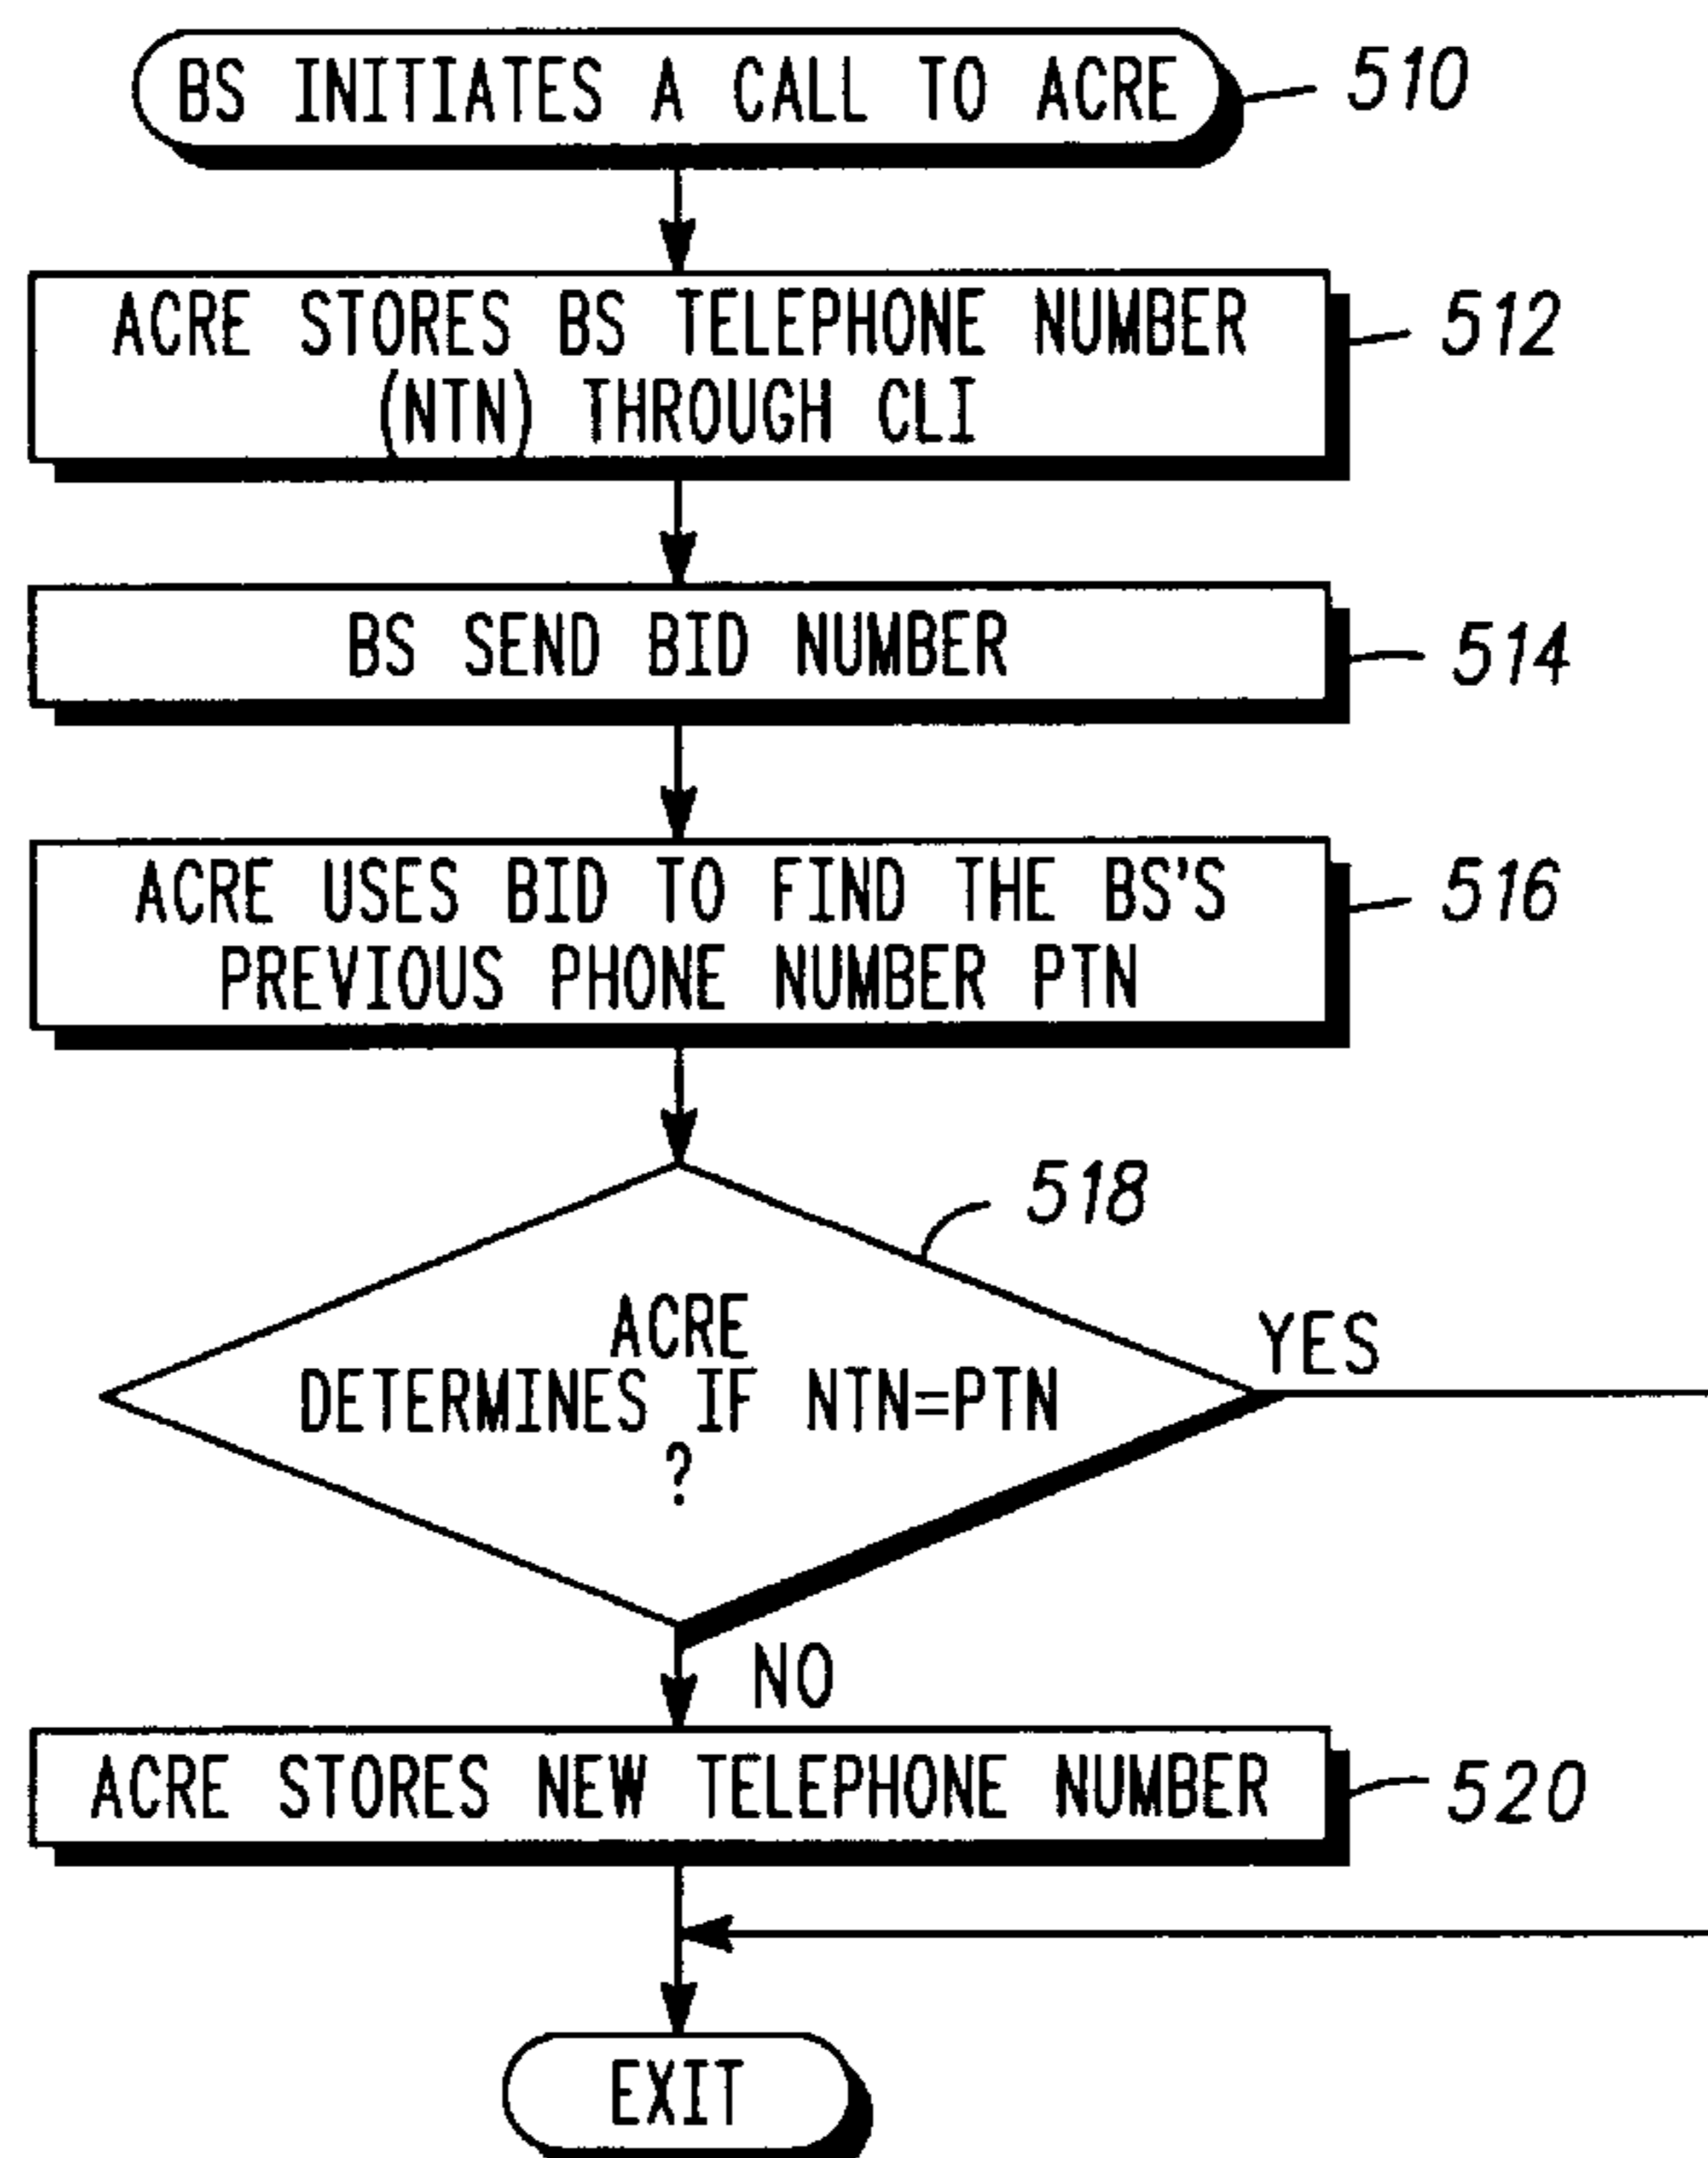 BS INITIATES A CALL TO ACRE
510
ACRE STORES BS TELEPHONE NUMBER
(NTN) THROUGH CLI
512
BS SEND BID NUMBER
514
ACRE USES BID TO FIND THE BS'S
PREVIOUS PHONE NUMBER PTN
516
518
ACRE
DETERMINES IF NTN=PTN
?
YES
NO
ACRE STORES NEW TELEPHONE NUMBER
520
EXIT